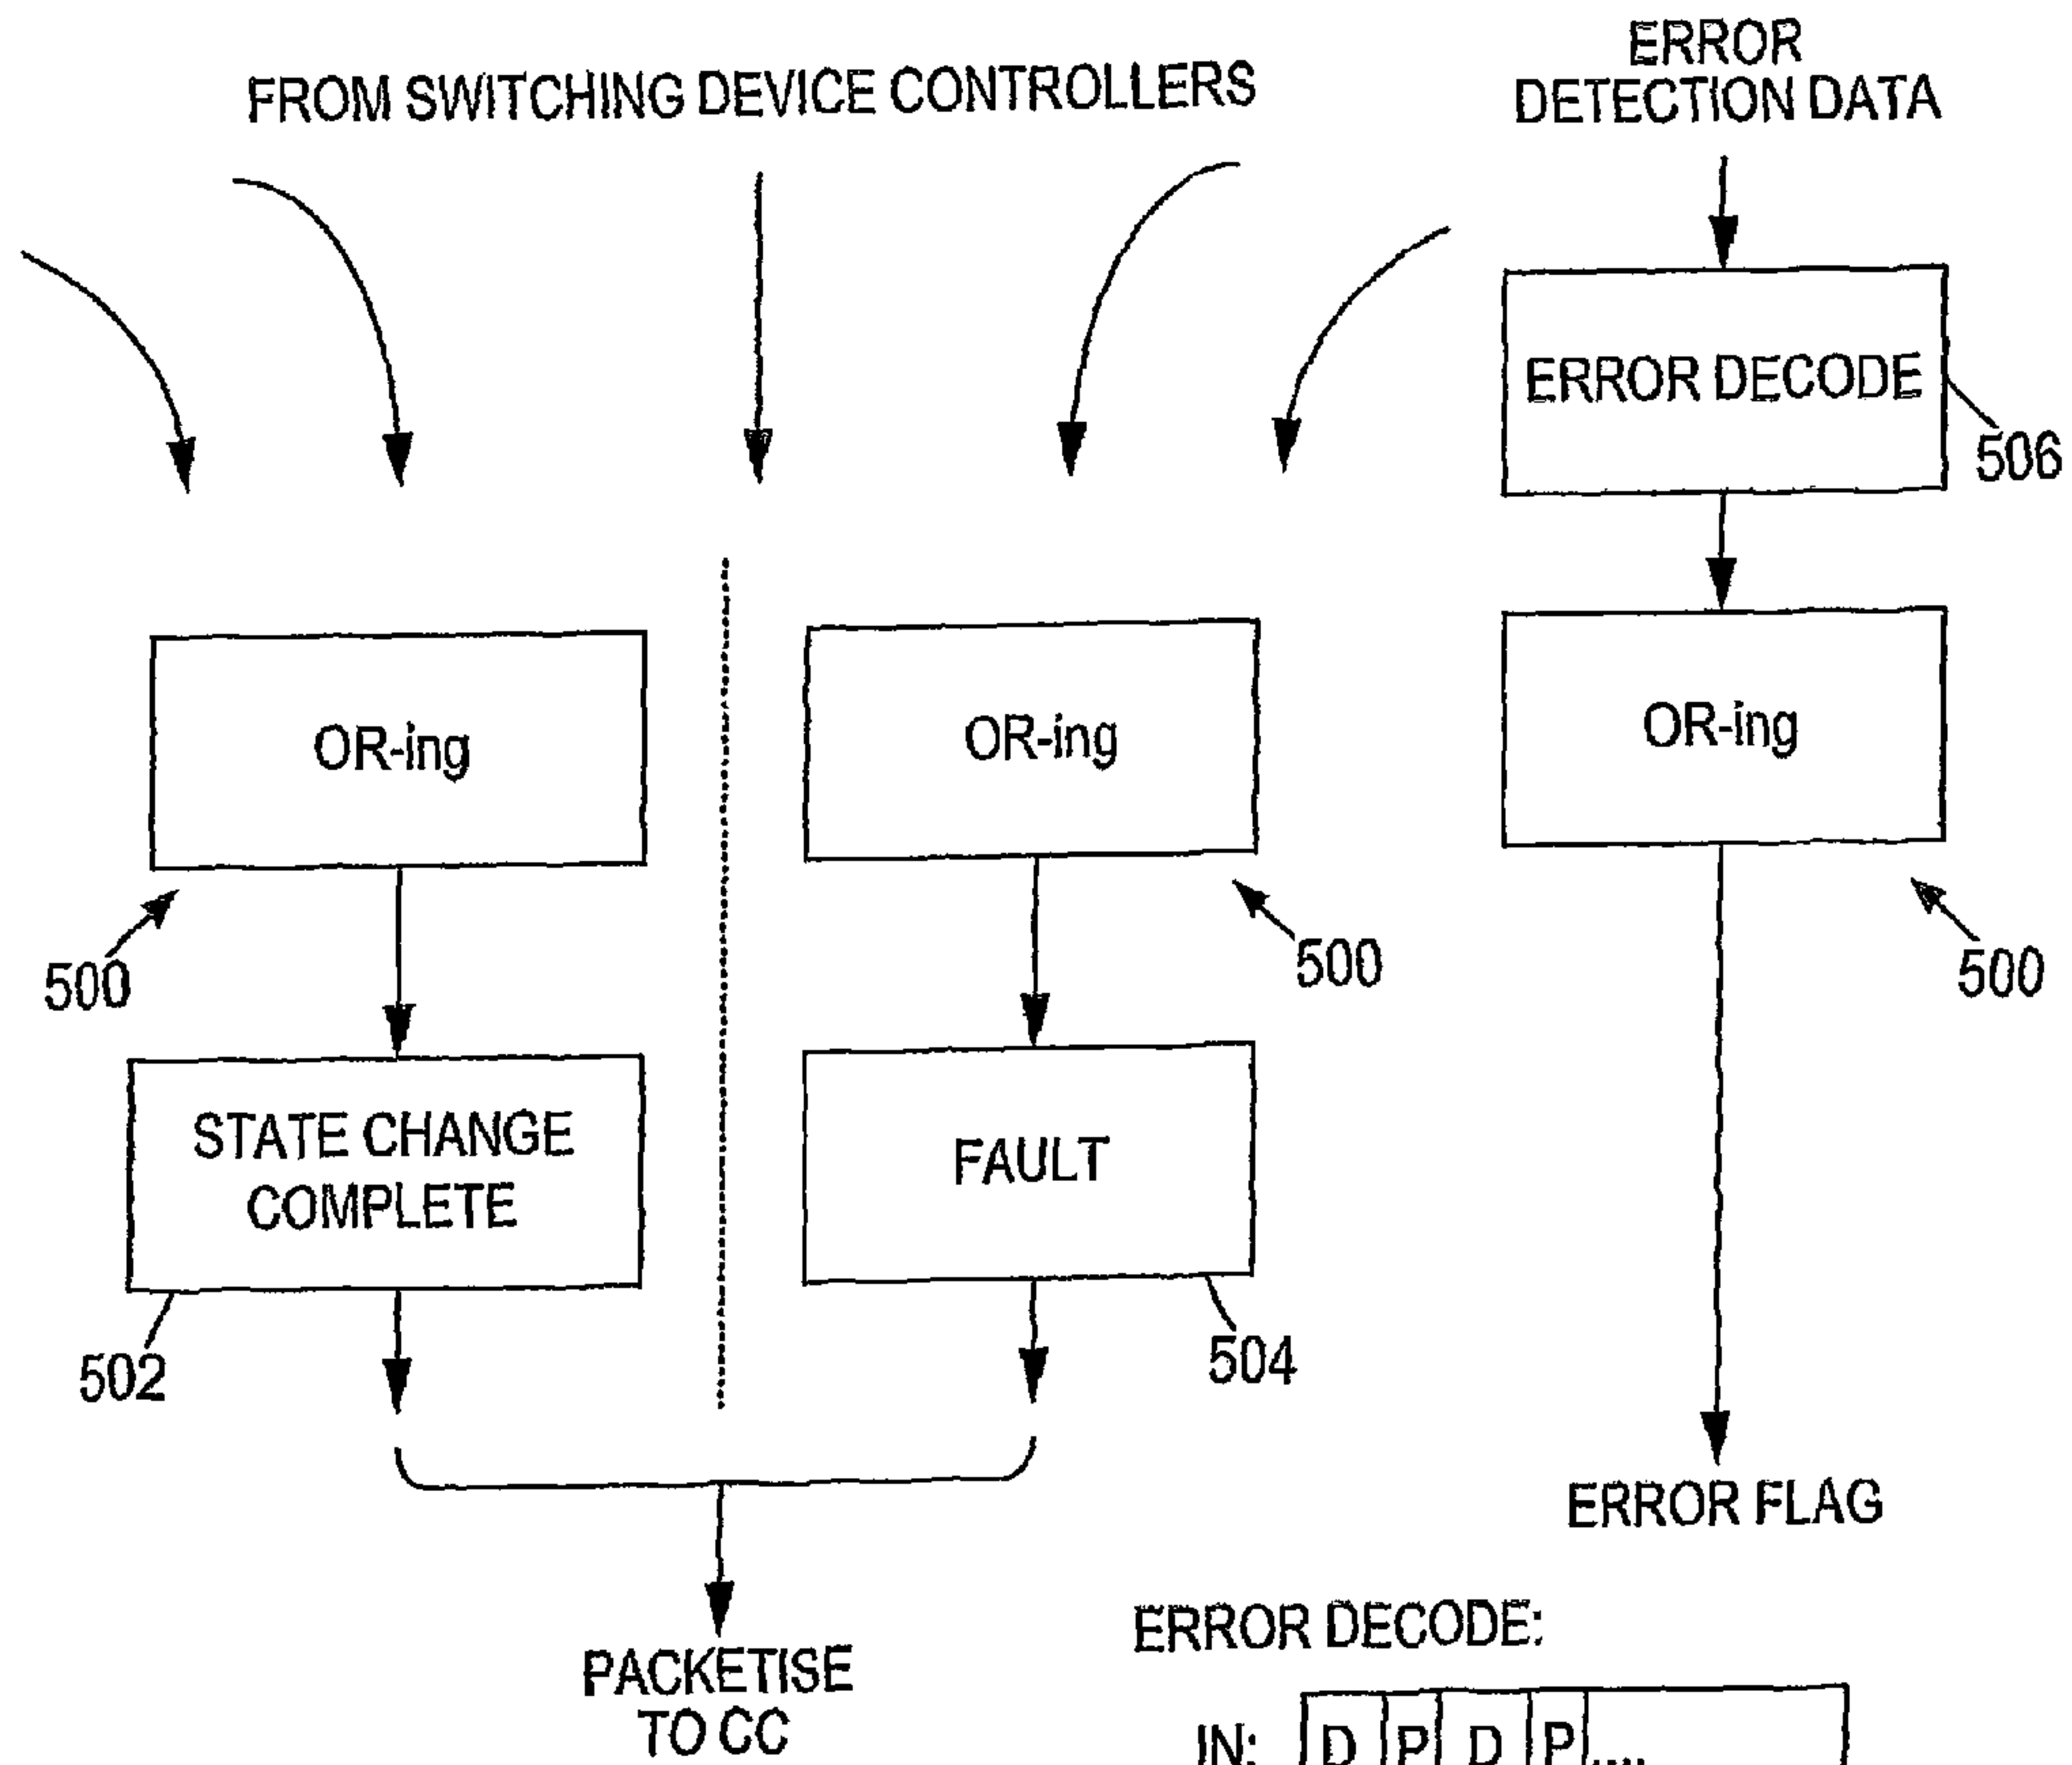 FROM SWITCHING DEVICE CONTROLLERS
ERROR
DETECTION DATA
ERROR DECODE
506
OR-ing
OR-ing
OR-ing
500
500
500
STATE CHANGE
COMPLETE
FAULT
502
504
ERROR FLAG
PACKETISE
TO CC
ERROR DECODE:
IN: D P D P ....